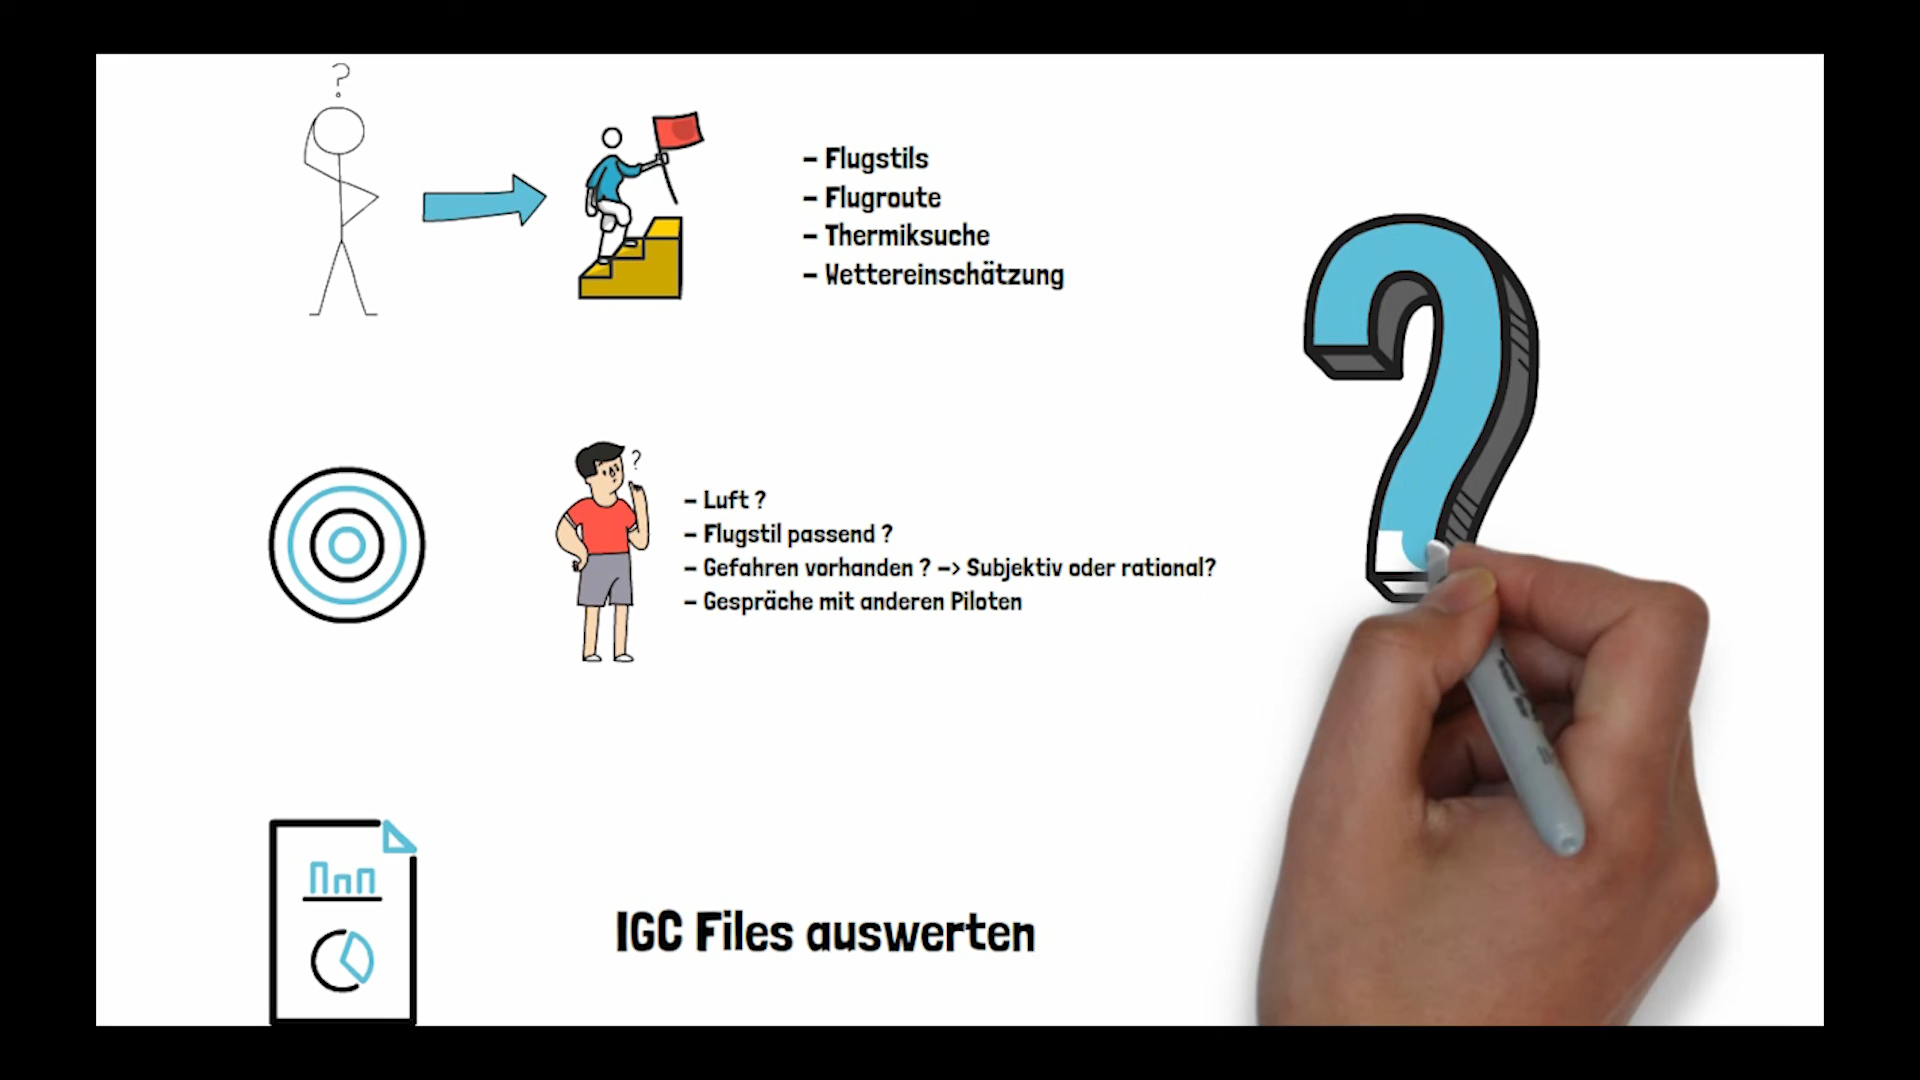 ?
- Flugstils
- Flugroute
- Thermiksuche
- Wettereinschätzung
?
?
- Luft ?
- Flugstil passend ?
- Gefahren vorhanden ? -> Subjektiv oder rational?
- Gespräche mit anderen Piloten
IGC Files auswerten